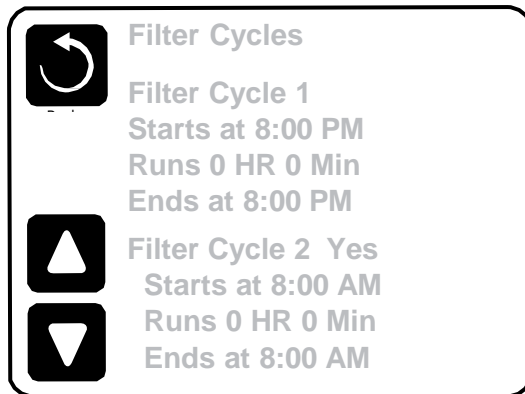 Filter Cycles
Filter Cycle 1
Starts at 8:00 PM
Runs 0 HR 0 Min
Ends at 8:00 PM
Filter Cycle 2 Yes
Starts at 8:00 AM
Runs 0 HR 0 Min
Ends at 8:00 AM